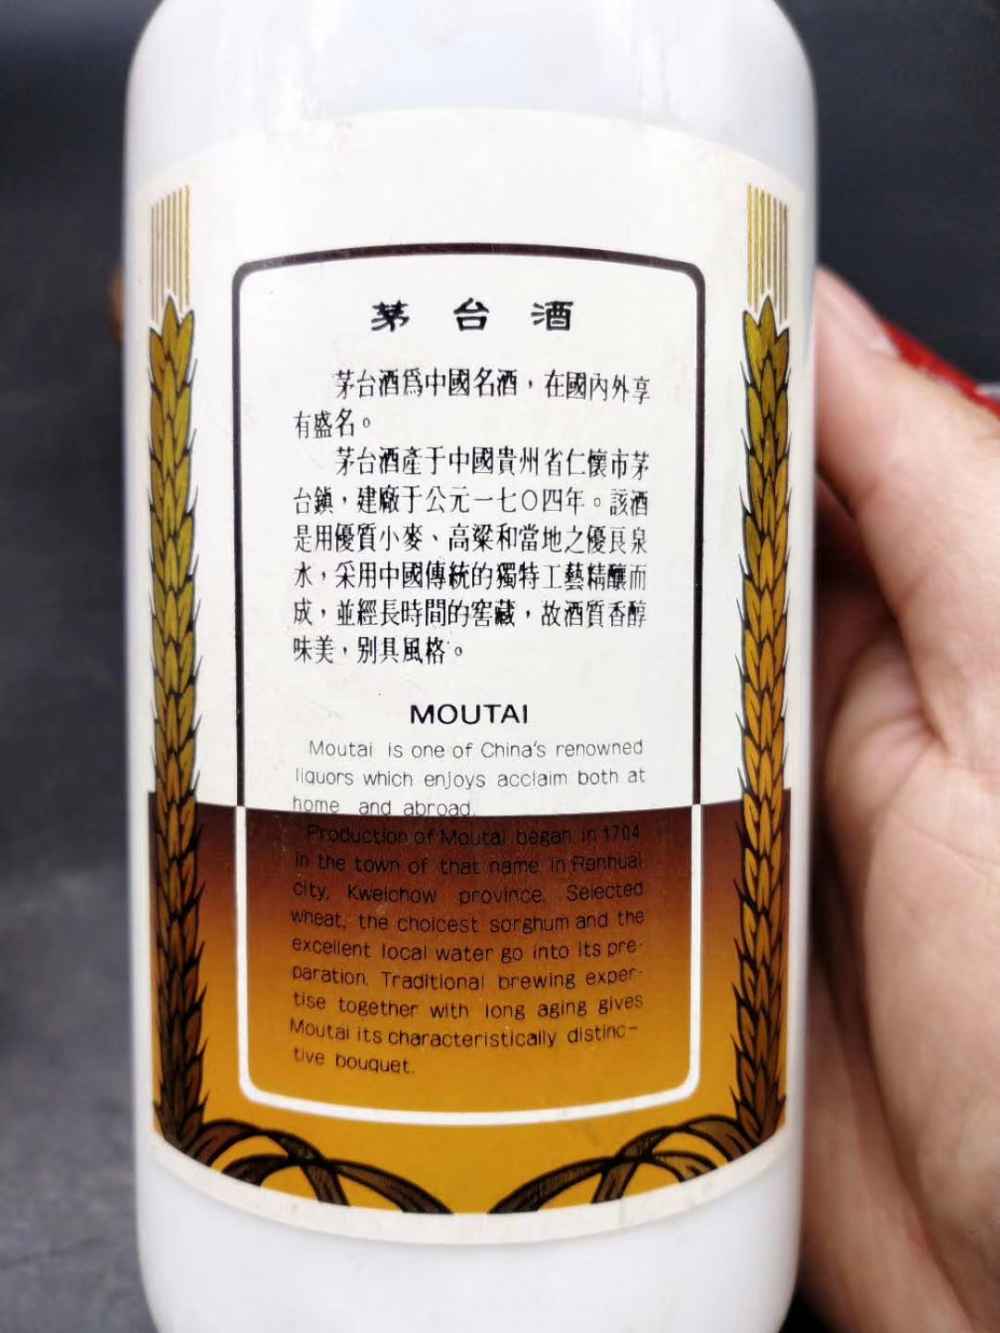 茅台酒
茅台酒爲中國名酒，在國內外享
有盛名。
茅台酒產于中國貴州省仁懷市茅
台鎮，建廠于公元一七〇四年。該酒
是用優質小麥、高粱和當地之優良泉
水，采用中國傳統的獨特工藝精釀而
成，並經長時間的窖藏，故酒質香醇
味美，别具風格。
MOUTAI
Moutai is one of China's renowned
liquors which enjoys acclaim both at
home and abroad.
Production of Moutai began in 1704
in the town of that name in Renhuai
city, Kweichow province. Selected
wheat, the choicest sorghum and the
excellent local water go into its pre-
paration. Traditional brewing exper-
tise together with long aging gives
Moutai its characteristically distinc-
tive bouquet.